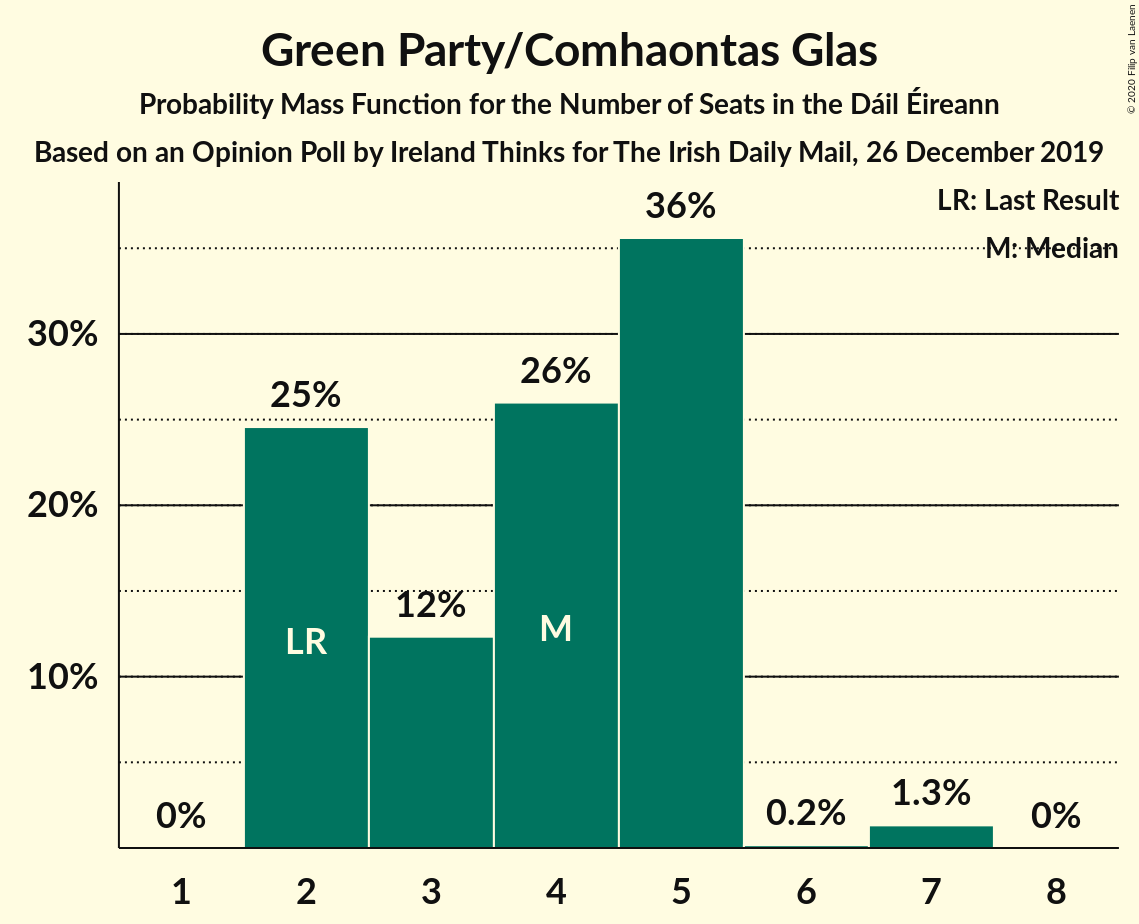 Green Party/Comhaontas Glas
Probability Mass Function for the Number of Seats in the Dáil Éireann
Based on an Opinion Poll by Ireland Thinks for The Irish Daily Mail, 26 December 2019
© 2020 Filip van Laenen
LR: Last Result
M: Median
36%
30%
26%
25%
20%
12%
LR
M
10%
0%
0.2%
1.3%
0%
1 2 3 4 5 6 7 8